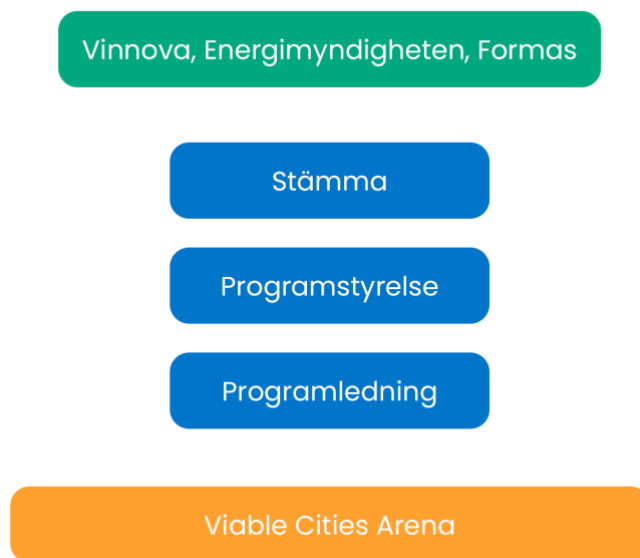 Vinnova, Energimyndigheten, Formas
Stämma
Programstyrelse
Programledning
Viable Cities Arena